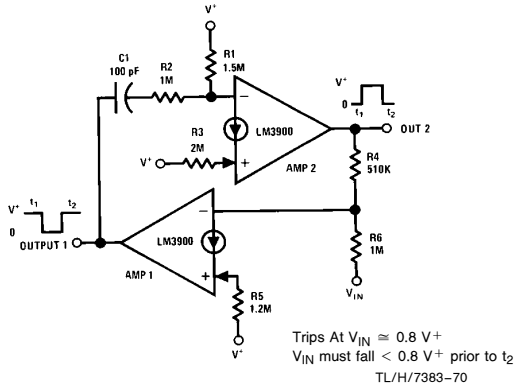 V+
C1
100 pF
R2
1M
R1
1.5M
−
LM3900
+
AMP 2
R3
2M
V+
V+
0
t1 t2
OUT 2
R4
510K
V+
t1 t2
0
OUTPUT 1
−
LM3900
+
AMP 1
R6
1M
VIN
R5
1.2M
V+
Trips At VIN ≅ 0.8 V+
VIN must fall < 0.8 V+ prior to t2
TL/H/7383–70